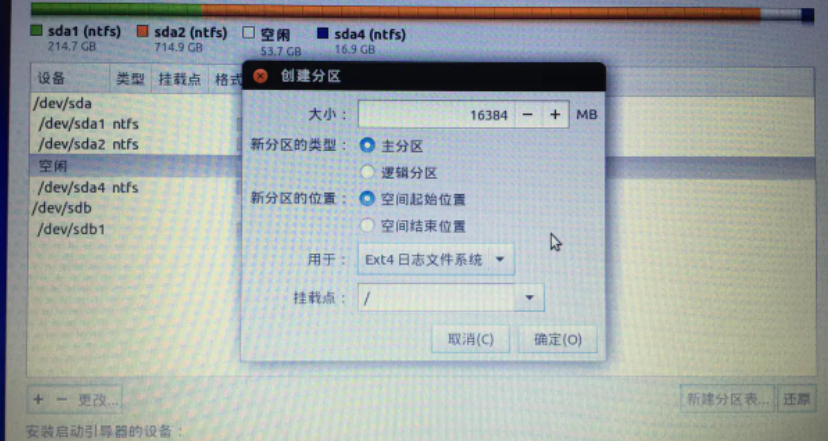 sda1 (ntfs) sda2 (ntfs) 空闲 sda4 (ntfs)
214.7 GB 714.9 GB 53.7 GB 16.9 GB
设备 类型 挂载点 格式
创建分区
/dev/sda
大小: 16384 − + MB
/dev/sda1 ntfs
新分区的类型: 主分区
/dev/sda2 ntfs
空闲
逻辑分区
/dev/sda4 ntfs
新分区的位置: 空间起始位置
/dev/sdb
/dev/sdb1
空间结束位置
用于: Ext4 日志文件系统
挂载点: /
取消(C) 确定(O)
+ − 更改... 新建分区表... 还原
安装启动引导器的设备: